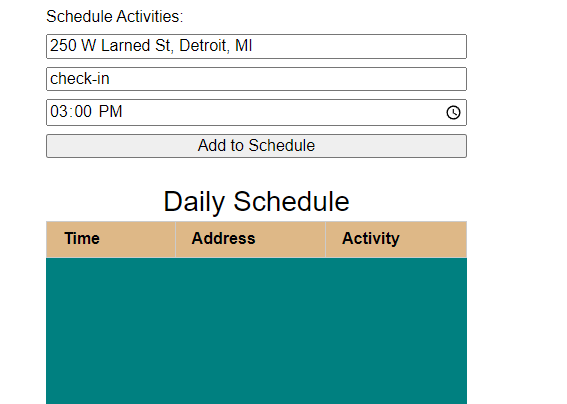 Schedule Activities:
250 W Larned St, Detroit, MI
check-in
03:00 PM
Add to Schedule
Daily Schedule
Time Address Activity